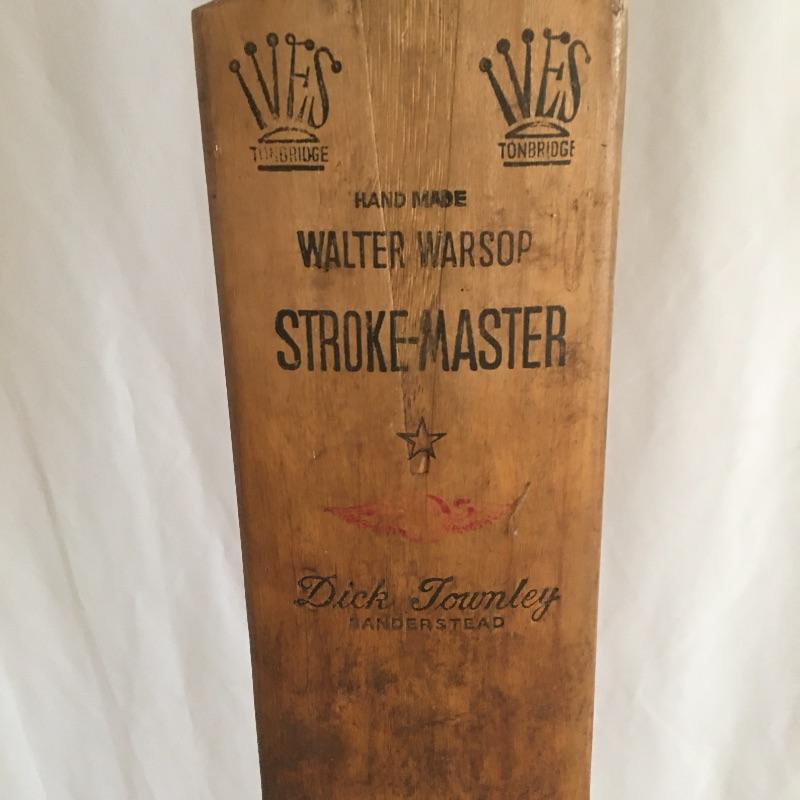 IVES IVES
TONBRIDGE TONBRIDGE
HAND MADE
WALTER WARSOP
STROKE-MASTER
Dick Townley
SANDERSTEAD